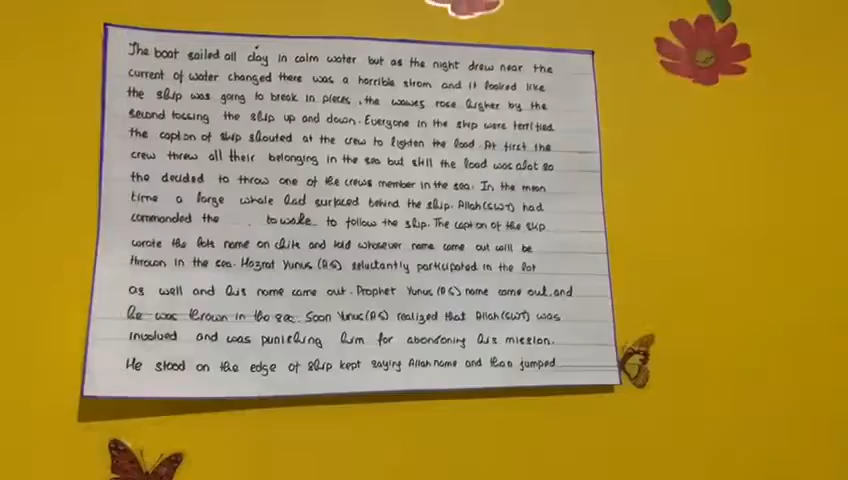 The boat sailed all day in calm water but as the night drew near the
current of water changed there was a horrible strom and it looked like
the ship was going to break in pieces, the wawes rose higher by the
second tossing the ship up and down. Everyone in the ship were terrified
the caption of ship shouted at the crew to lighten the load. At first the
crew threw all their belonging in the sea but still the load was alot so
the decided to throw one of the crews member in the sea. In the mean
time a large whale had surfaced behind the ship. Allah(SWT) had
commanded the to wale to follow the ship. The caption of the ship
wrote the name on chits and told whosever name come out will be
thrown in the sea. Hazrat Yunus (AS) reluctantly participated in the lot
as well and his name came out. Prophet Yunus (AS) name come out, and
he was thrown in the sea. Soon Yunus(AS) realized that Allah(SWT) was
involved and was punishing him for abandoning his mission.
He stood on the edge of ship kept saying Allah name and then jumped